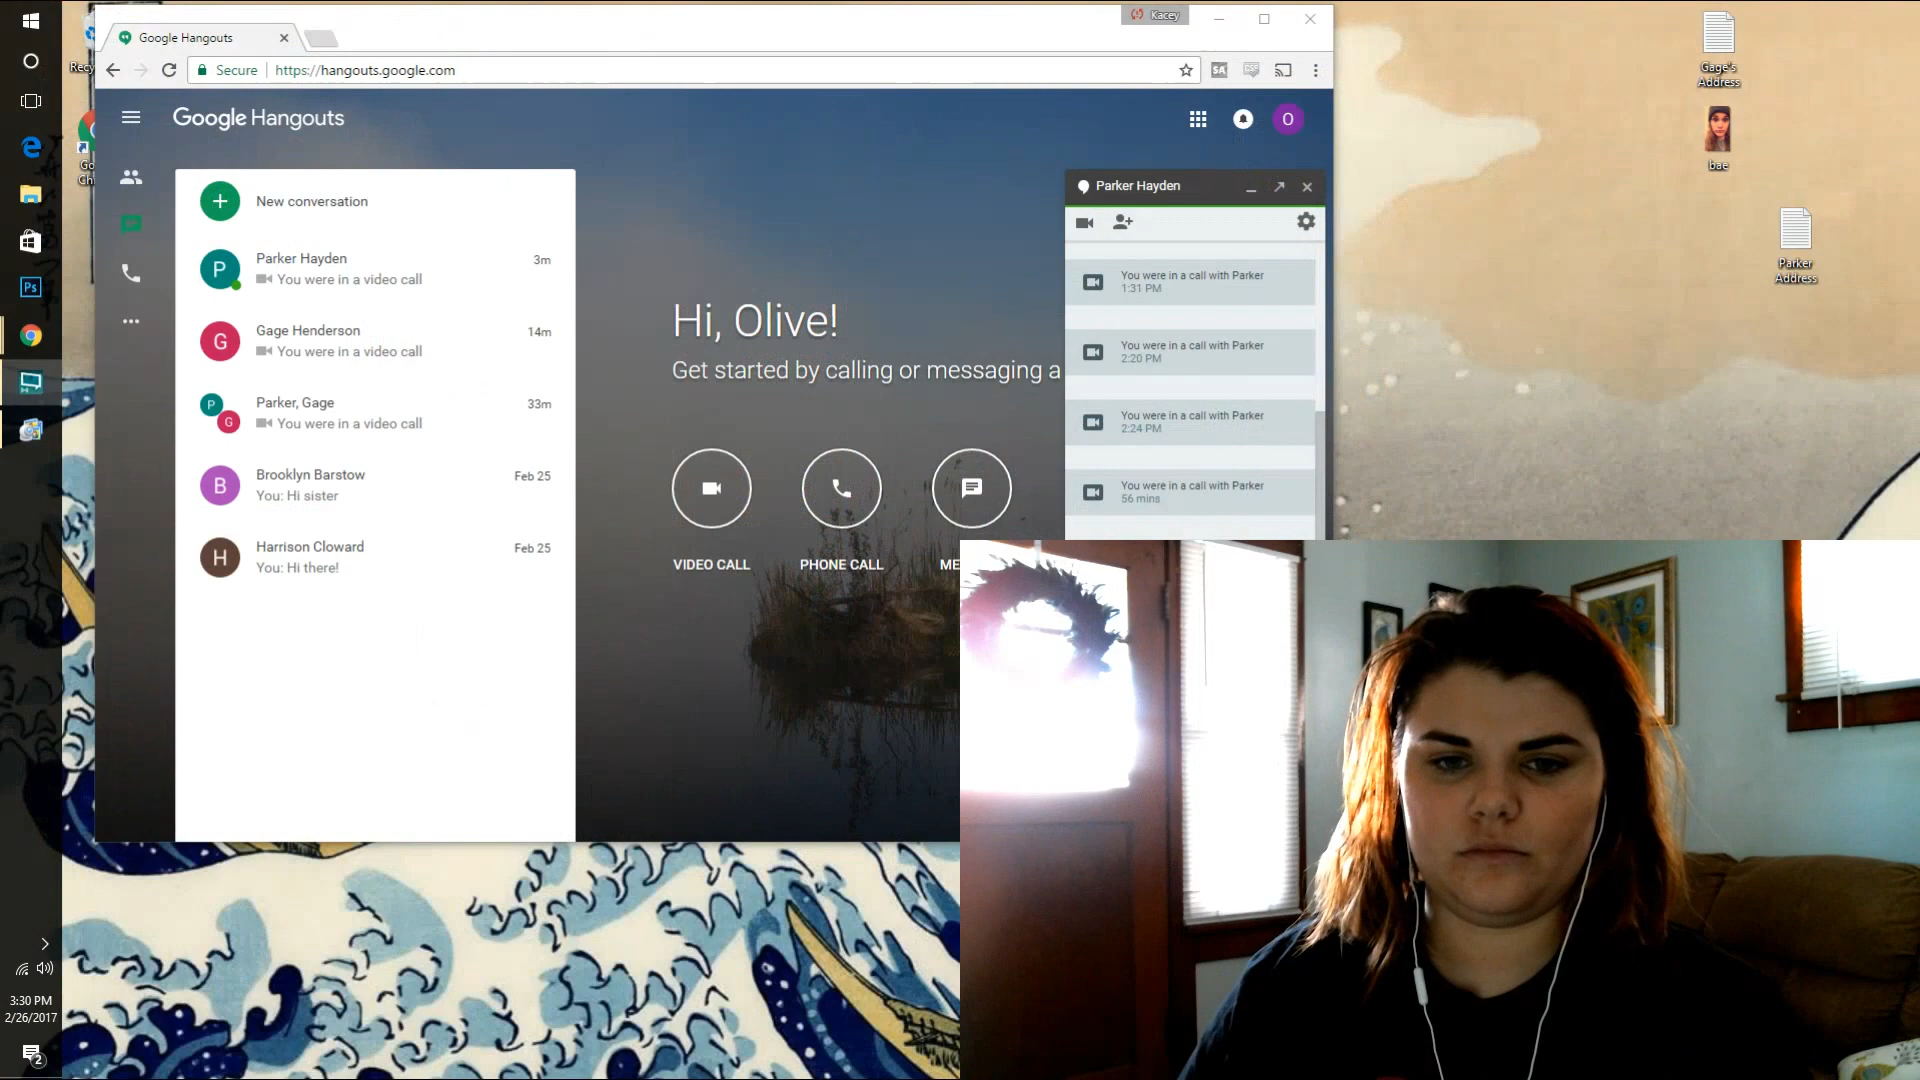 Kacey
Google Hangouts
Secure
https://hangouts.google.com
Google Hangouts
O
New conversation
P
Parker Hayden
3m
You were in a video call
G
Gage Henderson
14m
You were in a video call
P
G
Parker, Gage
33m
You were in a video call
B
Brooklyn Barstow
Feb 25
You: Hi sister
H
Harrison Cloward
Feb 25
You: Hi there!
Hi, Olive!
Get started by calling or messaging a
VIDEO CALL
PHONE CALL
ME
Parker Hayden
You were in a call with Parker
1:31 PM
You were in a call with Parker
2:20 PM
You were in a call with Parker
2:24 PM
You were in a call with Parker
56 mins
Gage's
Address
bae
Parker
Address
Recy
Go
Ch
Ps
3:30 PM
2/26/2017
2